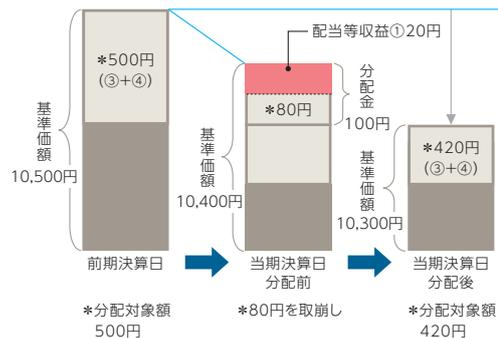 配当等収益①20円
＊500円
(③+④)
基準価額
10,500円
前期決算日
＊分配対象額
500円
＊80円
分配金
100円
基準価額
10,400円
当期決算日
分配前
＊80円を取崩し
＊420円
(③+④)
基準価額
10,300円
当期決算日
分配後
＊分配対象額
420円